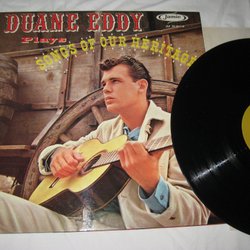 DUANE EDDY
Jamie
Plays
SONGS OF OUR HERITAGE